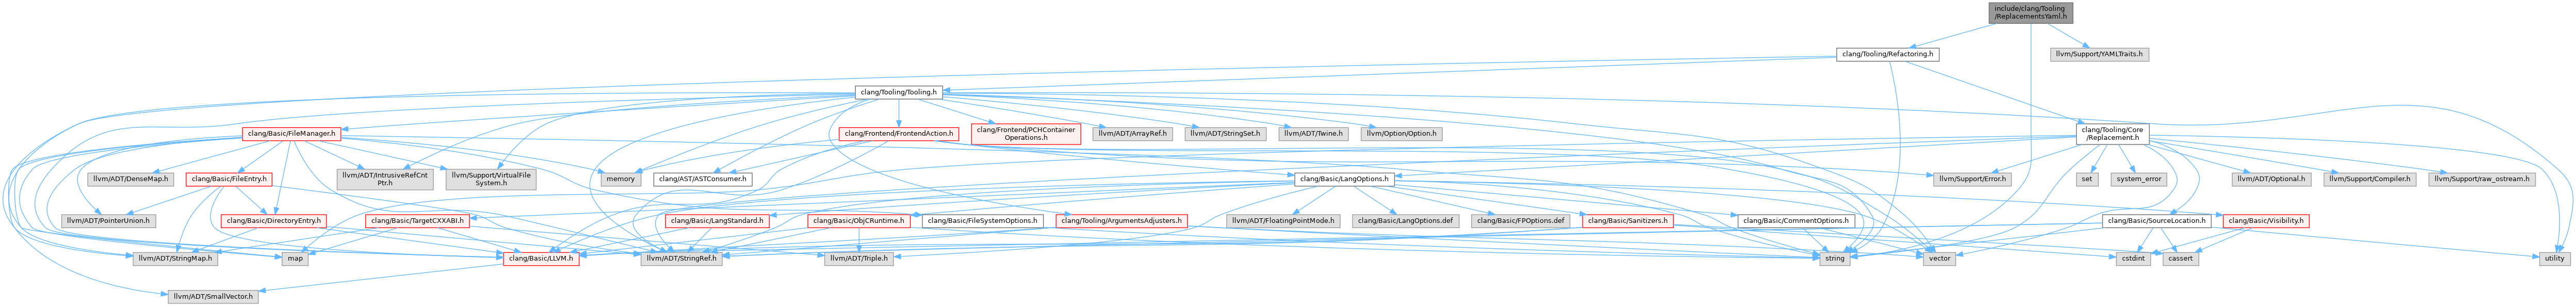 include/clang/Tooling
/ReplacementsYaml.h
clang/Tooling/Refactoring.h
llvm/Support/YAMLTraits.h
clang/Tooling/Tooling.h
clang/Basic/FileManager.h
clang/Frontend/FrontendAction.h
clang/Frontend/PCHContainer
Operations.h
llvm/ADT/ArrayRef.h
llvm/ADT/StringSet.h
llvm/ADT/Twine.h
llvm/Option/Option.h
clang/Tooling/Core
/Replacement.h
llvm/ADT/DenseMap.h
clang/Basic/FileEntry.h
llvm/ADT/IntrusiveRefCnt
Ptr.h
llvm/Support/VirtualFile
System.h
memory
clang/AST/ASTConsumer.h
clang/Basic/LangOptions.h
llvm/Support/Error.h
set
system_error
llvm/ADT/Optional.h
llvm/Support/Compiler.h
llvm/Support/raw_ostream.h
llvm/ADT/PointerUnion.h
clang/Basic/DirectoryEntry.h
clang/Basic/TargetCXXABI.h
clang/Basic/LangStandard.h
clang/Basic/ObjCRuntime.h
clang/Basic/FileSystemOptions.h
clang/Tooling/ArgumentsAdjusters.h
llvm/ADT/FloatingPointMode.h
clang/Basic/LangOptions.def
clang/Basic/FPOptions.def
clang/Basic/Sanitizers.h
clang/Basic/CommentOptions.h
clang/Basic/SourceLocation.h
clang/Basic/Visibility.h
llvm/ADT/StringMap.h
map
clang/Basic/LLVM.h
llvm/ADT/StringRef.h
llvm/ADT/Triple.h
string
vector
cstdint
cassert
utility
llvm/ADT/SmallVector.h